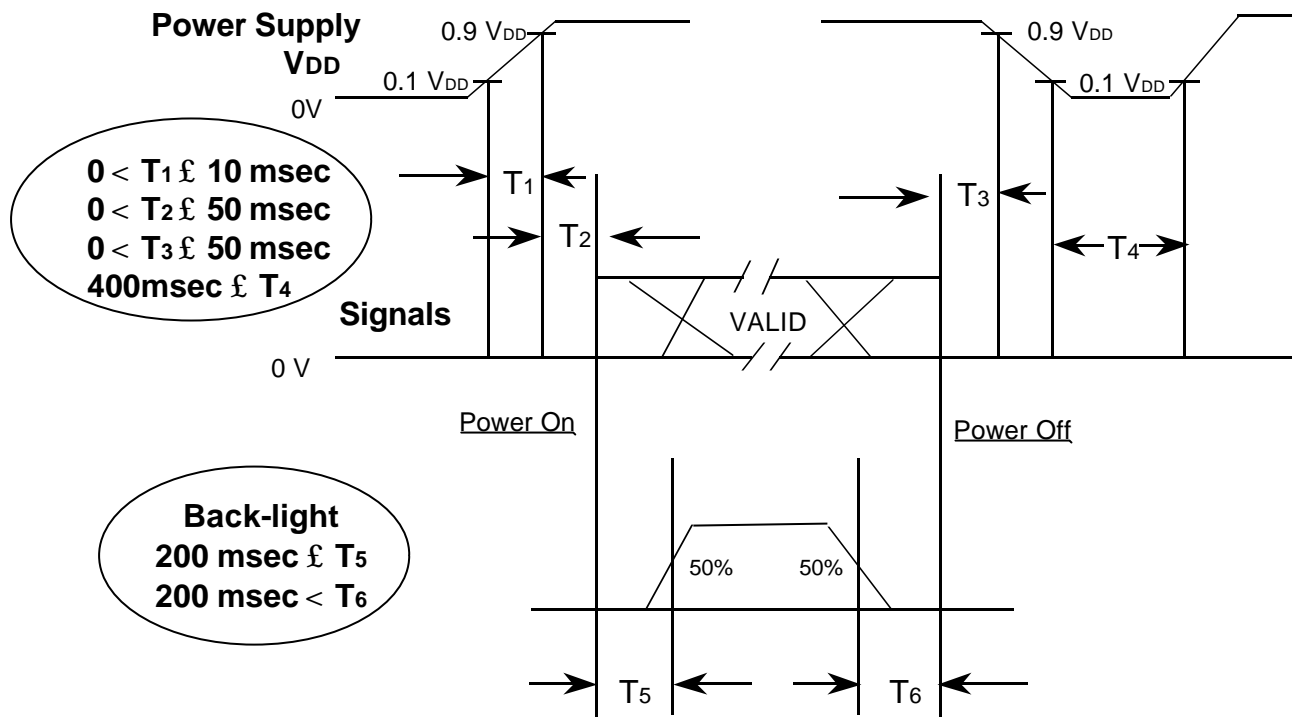 Power Supply
VDD
0.9 VDD
0.1 VDD
0V
0.9 VDD
0.1 VDD
0 < T1 £ 10 msec
0 < T2 £ 50 msec
0 < T3 £ 50 msec
400msec £ T4
T1
T2
T3
T4
Signals
VALID
0 V
Power On
Power Off
Back-light
200 msec £ T5
200 msec < T6
50%
50%
T5
T6